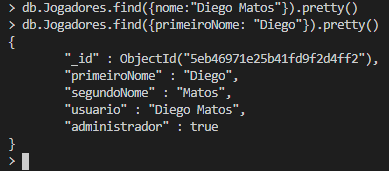 > db.Jogadores.find({nome:"Diego Matos"}).pretty()
> db.Jogadores.find({primeiroNome: "Diego"}).pretty()
{
        "_id" : ObjectId("5eb46971e25b41fd9f2d4ff2"),
        "primeiroNome" : "Diego",
        "segundoNome" : "Matos",
        "usuario" : "Diego Matos",
        "administrador" : true
}
>